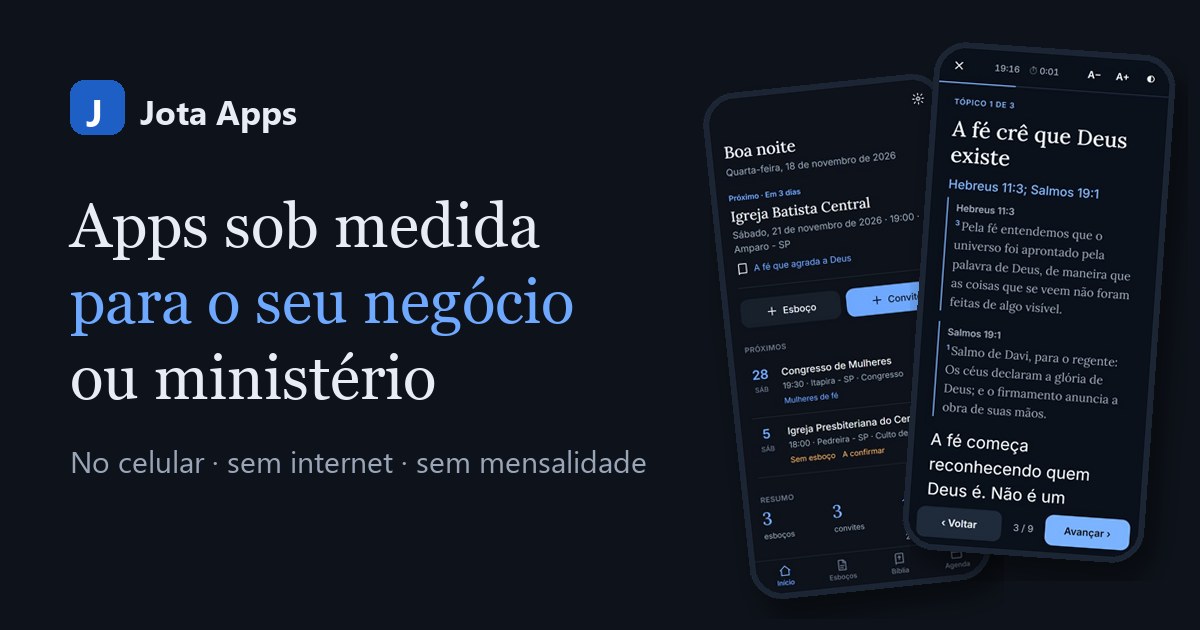 J
Jota Apps
Apps sob medida
para o seu negócio
ou ministério
No celular · sem internet · sem mensalidade
Boa noite
Quarta-feira, 18 de novembro de 2026
Próximo · Em 3 dias
Igreja Batista Central
Sábado, 21 de novembro de 2026 · 19:00 ·
Amparo - SP
A fé que agrada a Deus
+ Esboço
+ Convite
PRÓXIMOS
28
SÁB
Congresso de Mulheres
19:30 · Itapira - SP · Congresso
Mulheres de fé
5
SÁB
Igreja Presbiteriana do Cen
18:00 · Pedreira - SP · Culto de
Sem esboço A confirmar
RESUMO
3
esboços
3
convites
Início
Esboços
Bíblia
Agenda
19:16
0:01
A−
A+
TÓPICO 1 DE 3
A fé crê que Deus
existe
Hebreus 11:3; Salmos 19:1
Hebreus 11:3
3 Pela fé entendemos que o
universo foi aprontado pela
palavra de Deus, de maneira que
as coisas que se veem não foram
feitas de algo visível.
Salmos 19:1
1 Salmo de Davi, para o regente:
Os céus declaram a glória de
Deus; e o firmamento anuncia a
obra de suas mãos.
A fé começa
reconhecendo quem
Deus é. Não é um
‹ Voltar
3 / 9
Avançar ›